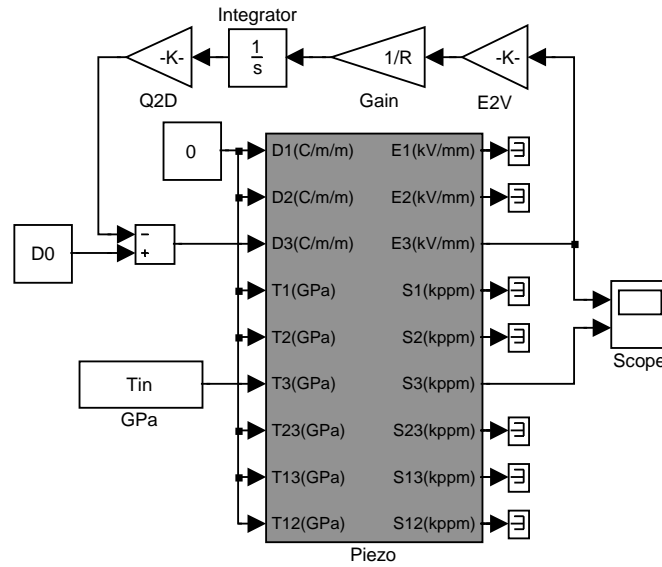 Integrator
-K-
1
s
1/R
-K-
Q2D
Gain
E2V
0
D1(C/m/m)
E1(kV/mm)
D2(C/m/m)
E2(kV/mm)
−
+
D0
D3(C/m/m)
E3(kV/mm)
T1(GPa)
S1(kppm)
T2(GPa)
S2(kppm)
Scope
Tin
T3(GPa)
S3(kppm)
GPa
T23(GPa)
S23(kppm)
T13(GPa)
S13(kppm)
T12(GPa)
S12(kppm)
Piezo